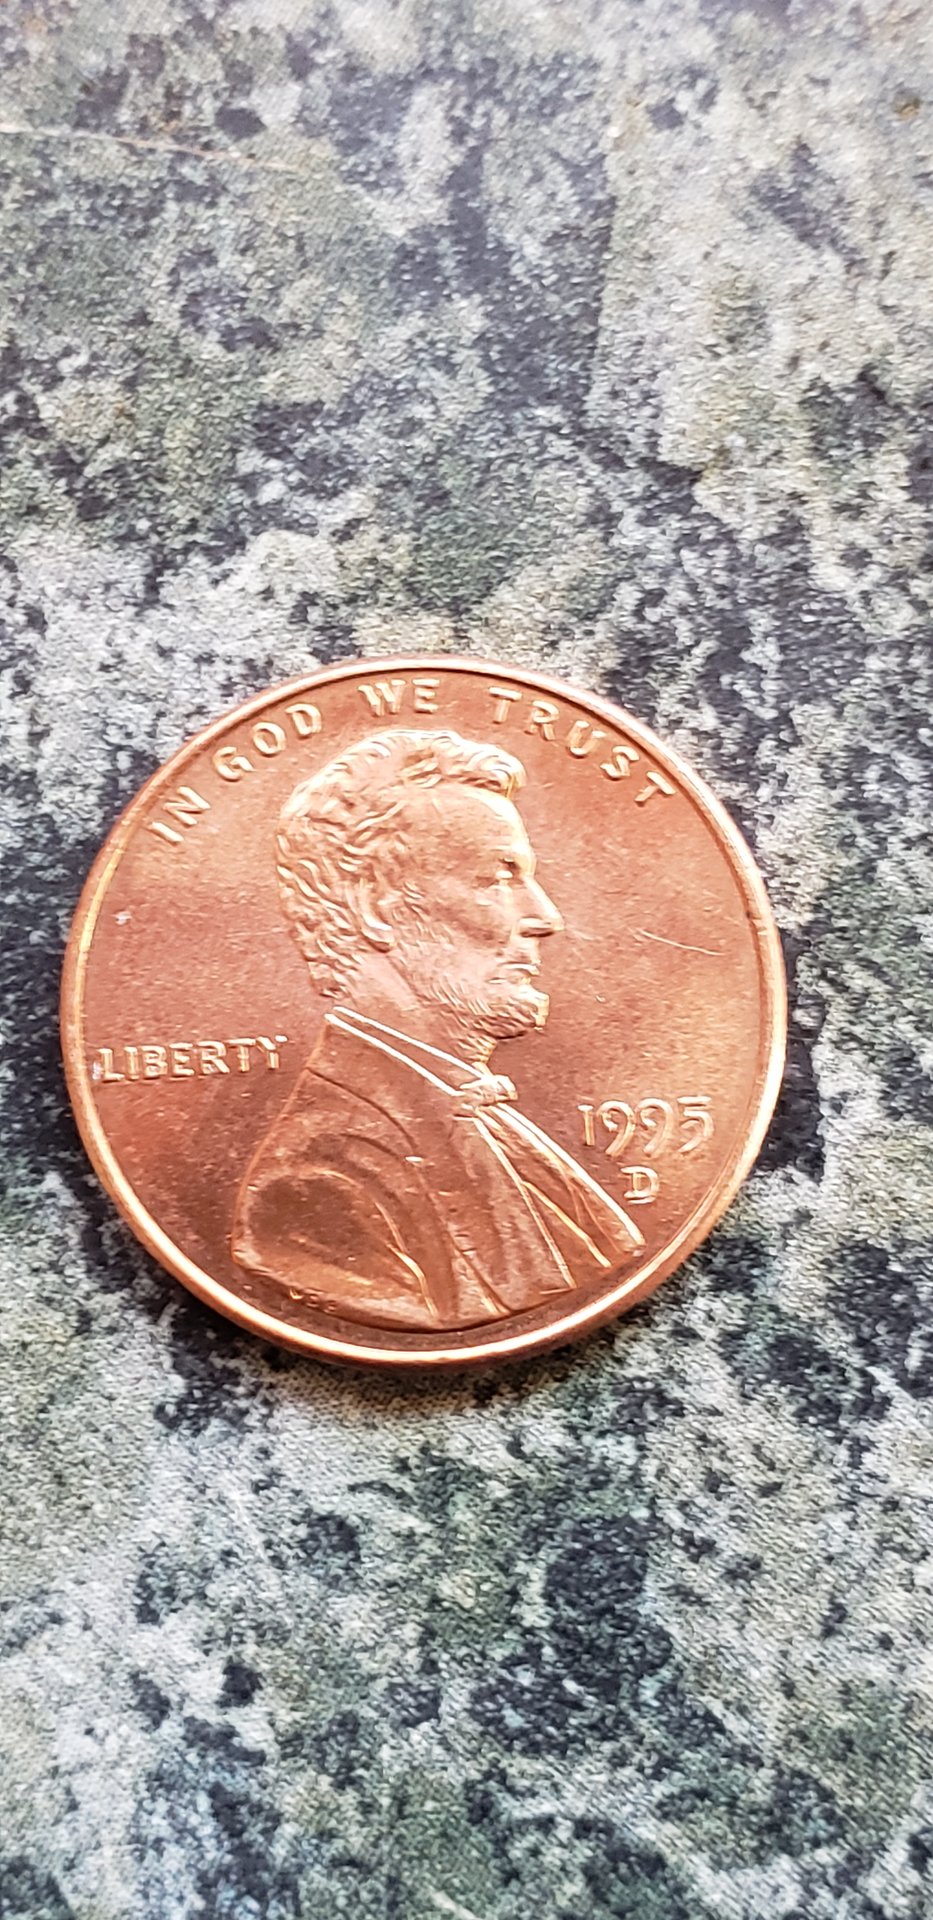 IN GOD WE TRUST
LIBERTY
1995
D